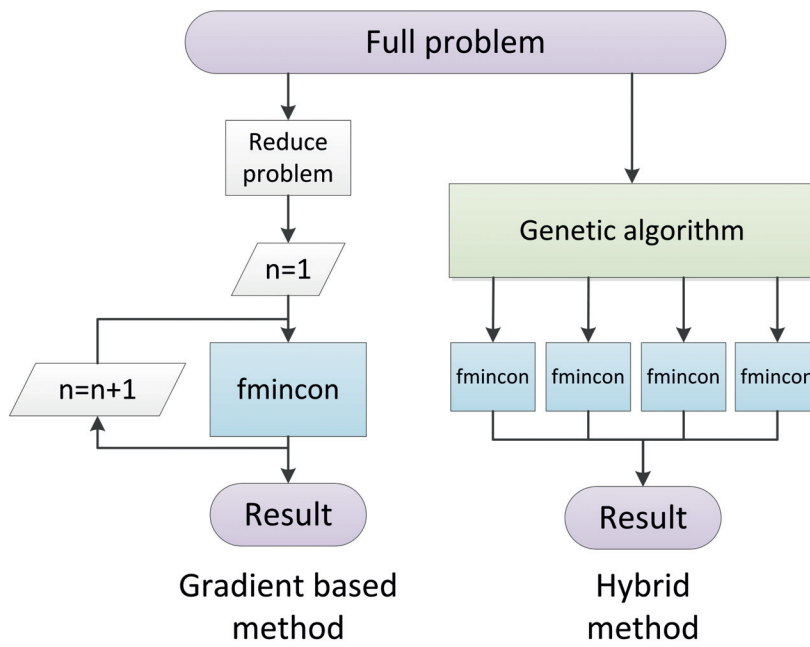 Full problem
Reduce
problem
n=1
n=n+1
fmincon
Result
Gradient based
method
Genetic algorithm
fmincon
fmincon
fmincon
fmincon
Result
Hybrid
method